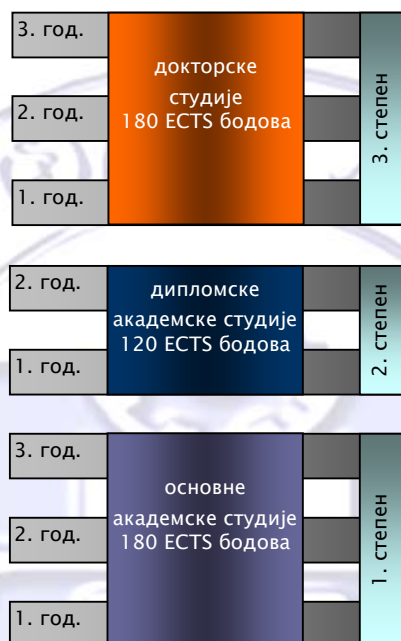 3. год.
докторске
студије
180 ECTS бодова
2. год.
1. год.
3. степен
2. год.
дипломске
академске студије
120 ECTS бодова
1. год.
2. степен
3. год.
основне
академске студије
180 ECTS бодова
2. год.
1. год.
1. степен